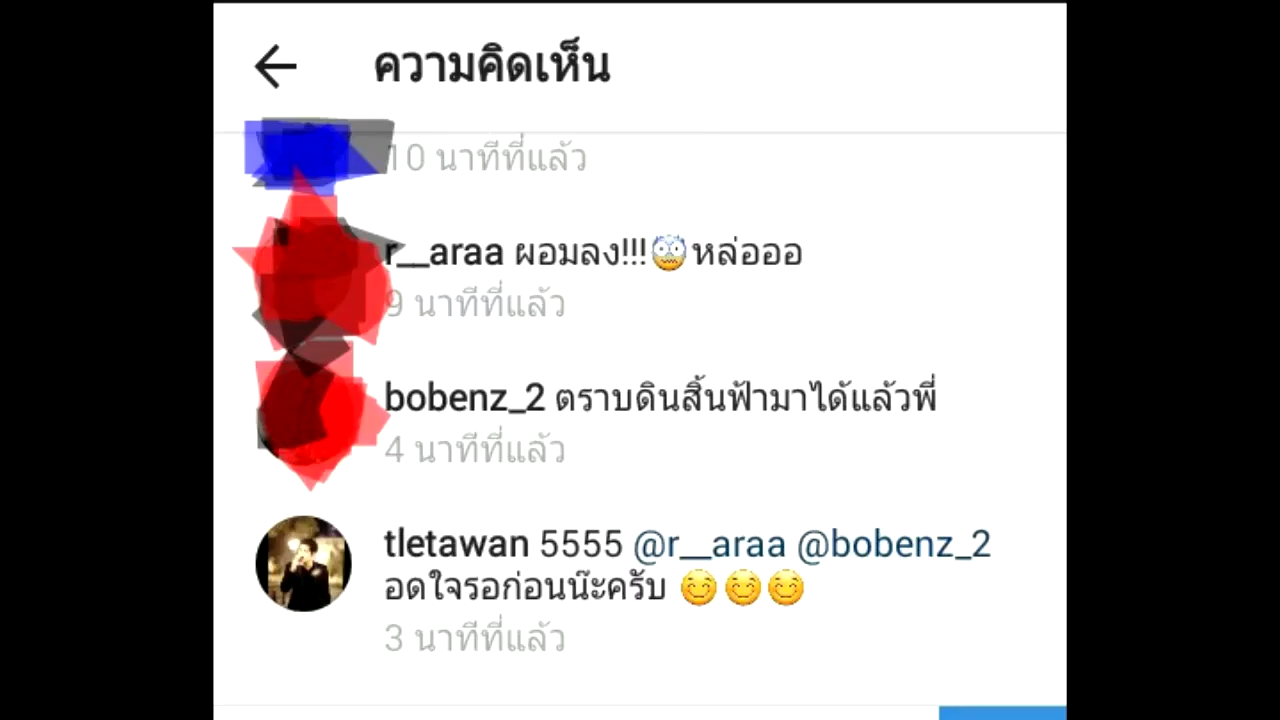 ความคิดเห็น
10 นาทีที่แล้ว
r__araa ผอมลง!!!😨หล่อออ
9 นาทีที่แล้ว
bobenz_2 ตราบดินสิ้นฟ้ามาได้แล้วพี่
4 นาทีที่แล้ว
tletawan 5555 @r__araa @bobenz_2
อดใจรอก่อนน๊ะครับ 😊😊😊
3 นาทีที่แล้ว